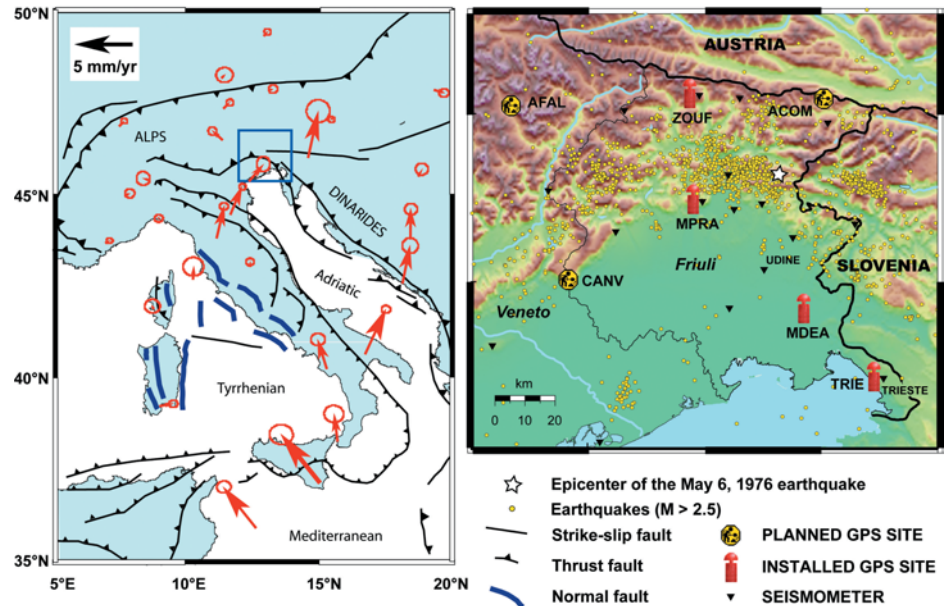 50°N
5 mm/yr
ALPS
45°N
DINARIDES
Adriatic
40°N
Tyrrhenian
Mediterranean
35°N
5°E
10°E
15°E
20°E
AUSTRIA
AFAL
ZOUF
ACOM
MPRA
UDINE
SLOVENIA
CANV
Friuli
Veneto
MDEA
km
0 10 20
TRIE
TRIESTE
Epicenter of the May 6, 1976 earthquake
Earthquakes (M > 2.5)
Strike-slip fault
PLANNED GPS SITE
Thrust fault
INSTALLED GPS SITE
Normal fault
SEISMOMETER